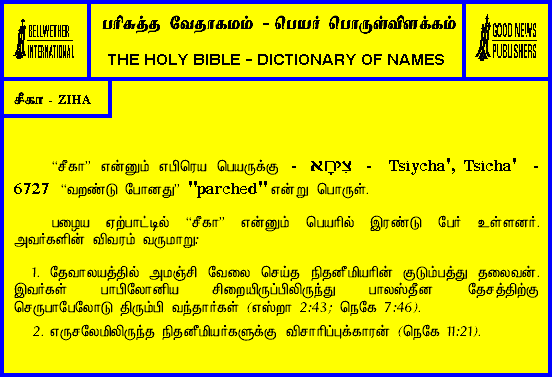 BELLWETHER
INTERNATIONAL
பரிசுத்த வேதாகமம் - பெயர் பொருள்விளக்கம்
THE HOLY BIBLE - DICTIONARY OF NAMES
GOOD NEWS
PUBLISHERS
சீகா - ZIHA
“சீகா” என்னும் எபிரெய பெயருக்கு - צִיחָא - Tsiycha', Tsicha' -
6727 “வறண்டு போனது” "parched" என்று பொருள்.
பழைய ஏற்பாட்டில் “சீகா” என்னும் பெயரில் இரண்டு பேர் உள்ளனர்.
அவர்களின் விவரம் வருமாறு:
1. தேவாலயத்தில் அமஞ்சி வேலை செய்த நிதனீமியரின் குடும்பத்து தலைவன்.
இவர்கள் பாபிலோனிய சிறையிருப்பிலிருந்து பாலஸ்தீன தேசத்திற்கு
செருபாபேலோடு திரும்பி வந்தார்கள் (எஸ்றா 2:43; நெகே 7:46).
2. எருசலேமிலிருந்த நிதனீமியர்களுக்கு விசாரிப்புக்காரன் (நெகே 11:21).